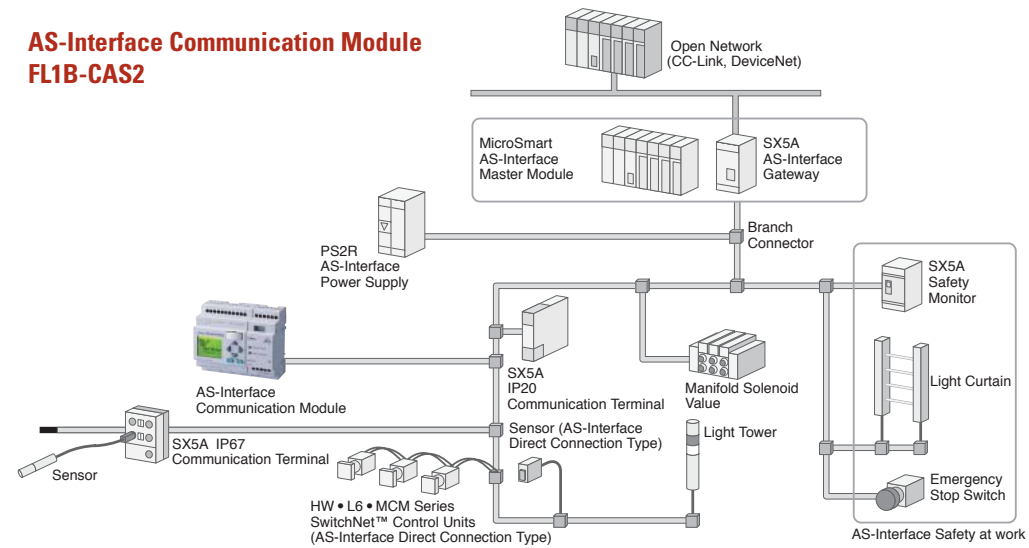 AS-Interface Communication Module
FL1B-CAS2
Open Network
(CC-Link, DeviceNet)
MicroSmart
AS-Interface
Master Module
SX5A
AS-Interface
Gateway
PS2R
AS-Interface
Power Supply
Branch
Connector
SX5A
Safety
Monitor
AS-Interface
Communication Module
SX5A
IP20
Communication Terminal
Manifold Solenoid
Value
Light Curtain
Sensor (AS-Interface
Direct Connection Type)
Light Tower
SX5A IP67
Communication Terminal
Sensor
HW • L6 • MCM Series
SwitchNet™ Control Units
(AS-Interface Direct Connection Type)
Emergency
Stop Switch
AS-Interface Safety at work